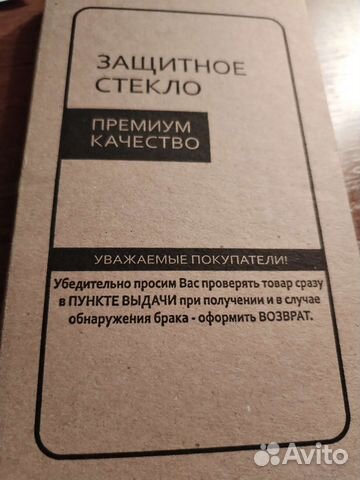 ЗАЩИТНОЕ
СТЕКЛО
ПРЕМИУМ
КАЧЕСТВО
УВАЖАЕМЫЕ ПОКУПАТЕЛИ!
Убедительно просим Вас проверять товар сразу
в ПУНКТЕ ВЫДАЧИ при получении и в случае
обнаружения брака - оформить ВОЗВРАТ.
Avito